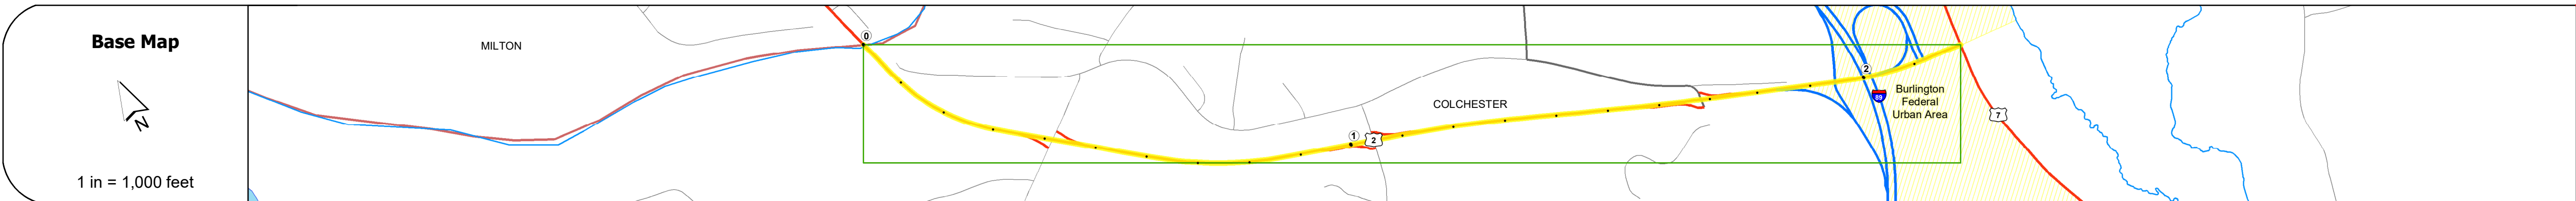 Base Map
N
1 in = 1,000 feet
MILTON
0
1
2
COLCHESTER
2
89
Burlington
Federal
Urban Area
7